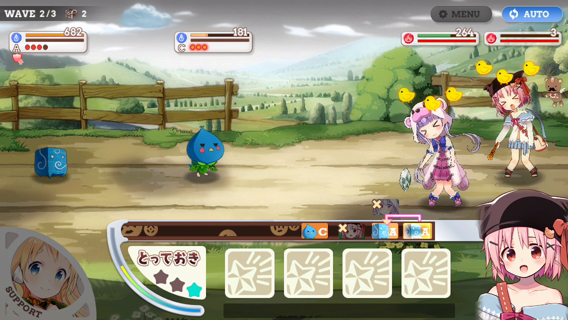 WAVE 2/3 2
MENU
AUTO
682
A
181
C
264
3
C
A
A
とっておき
SUPPORT